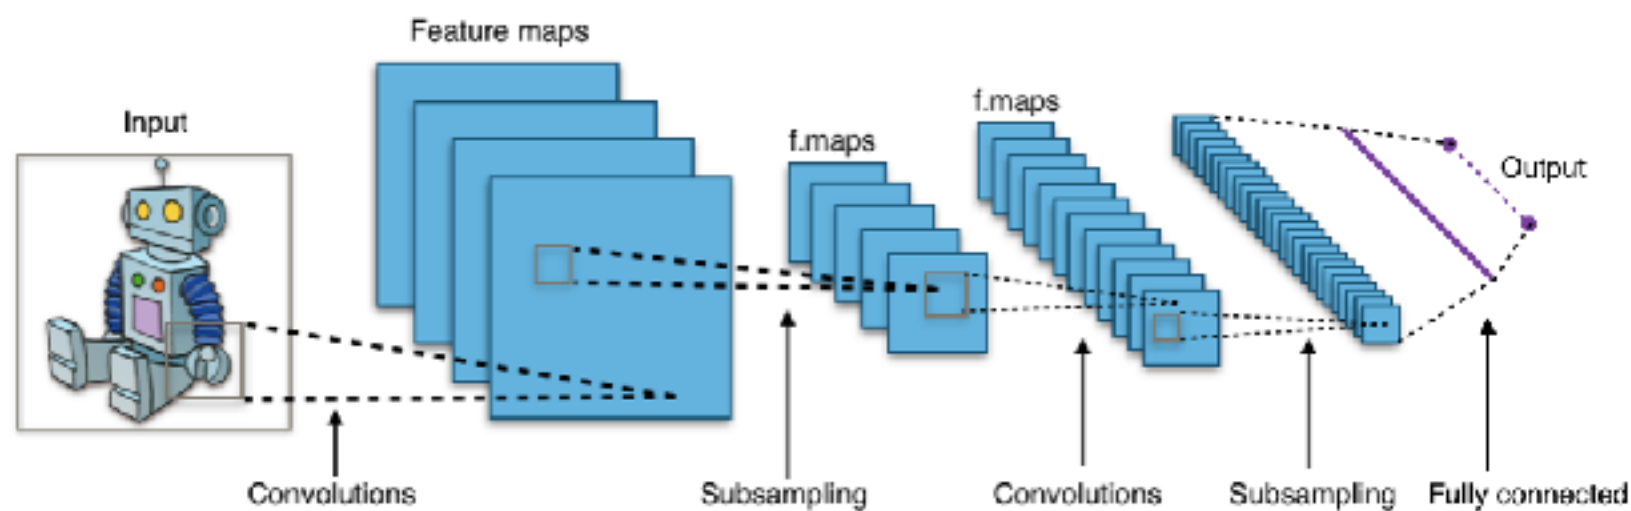 Feature maps
Input
f.maps
f.maps
Output
Convolutions
Subsampling
Convolutions
Subsampling
Fully connected